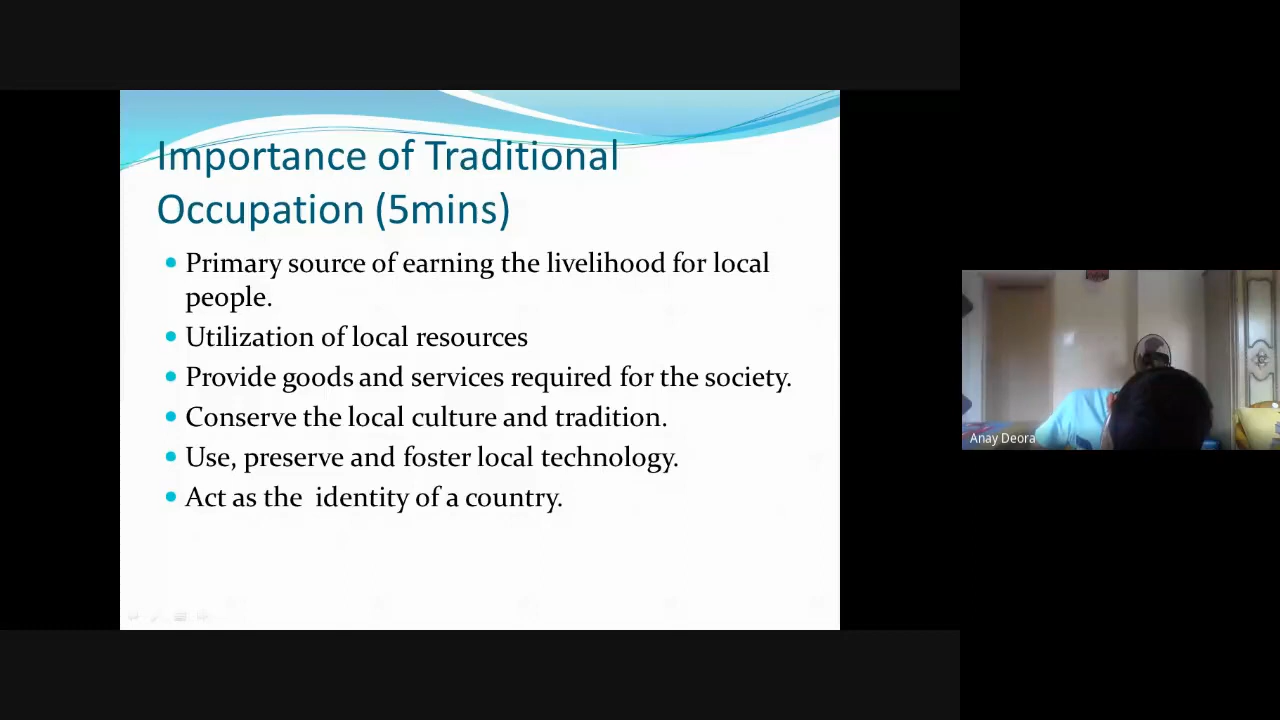 Importance of Traditional
Occupation (5mins)
Primary source of earning the livelihood for local
people.
Utilization of local resources
Provide goods and services required for the society.
Conserve the local culture and tradition.
Use, preserve and foster local technology.
Act as the  identity of a country.
Anay Deora